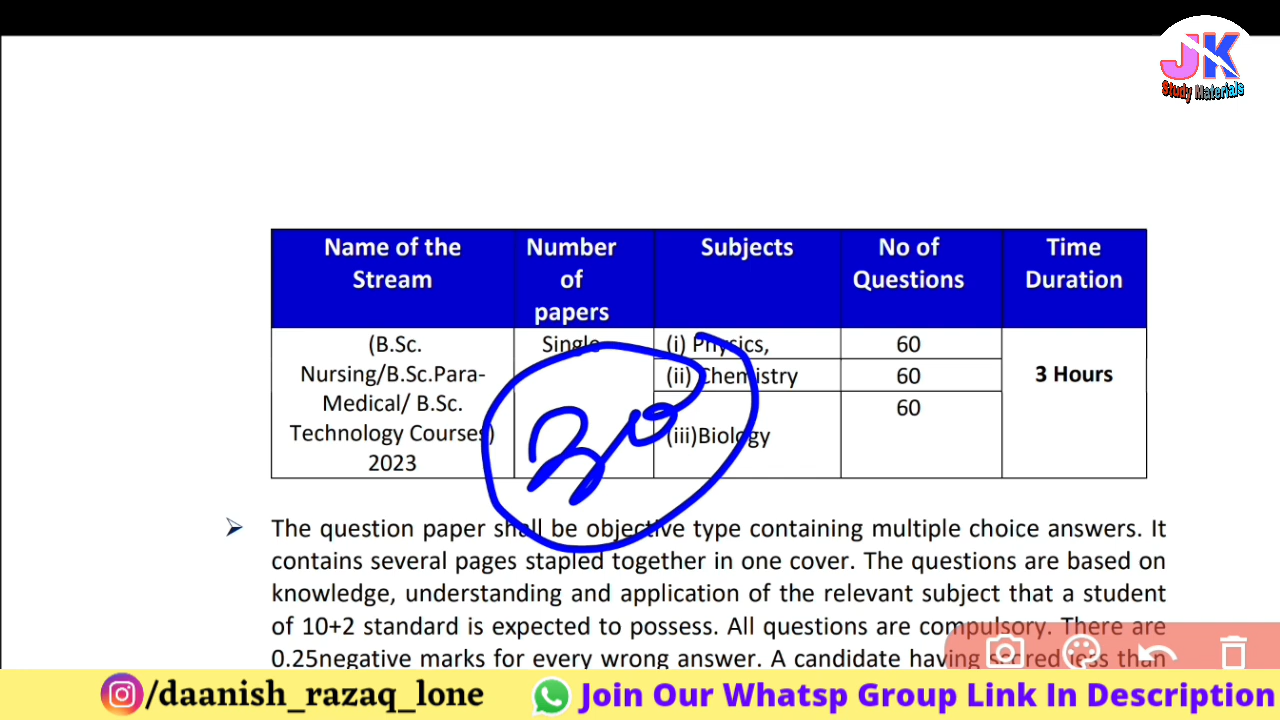 JK
Study Materials
Name of the Stream
Number of papers
Subjects
No of Questions
Time Duration
(B.Sc. Nursing/B.Sc.Para-Medical/ B.Sc. Technology Courses) 2023
Single
(i) Physics,
60
3 Hours
(ii) Chemistry
60
(iii)Biology
60
30
The question paper shall be objective type containing multiple choice answers. It
contains several pages stapled together in one cover. The questions are based on
knowledge, understanding and application of the relevant subject that a student
of 10+2 standard is expected to possess. All questions are compulsory. There are
0.25negative marks for every wrong answer. A candidate having scored less than
/daanish_razaq_lone
Join Our Whatsp Group Link In Description